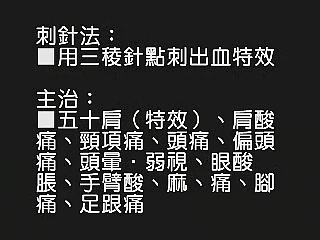 刺針法：
■用三稜針點刺出血特效
主治：
■五十肩（特效）、肩酸
痛、頸項痛、頭痛、偏頭
痛、頭暈．弱視、眼酸
脹、手臂酸、麻、痛、腳
痛、足跟痛